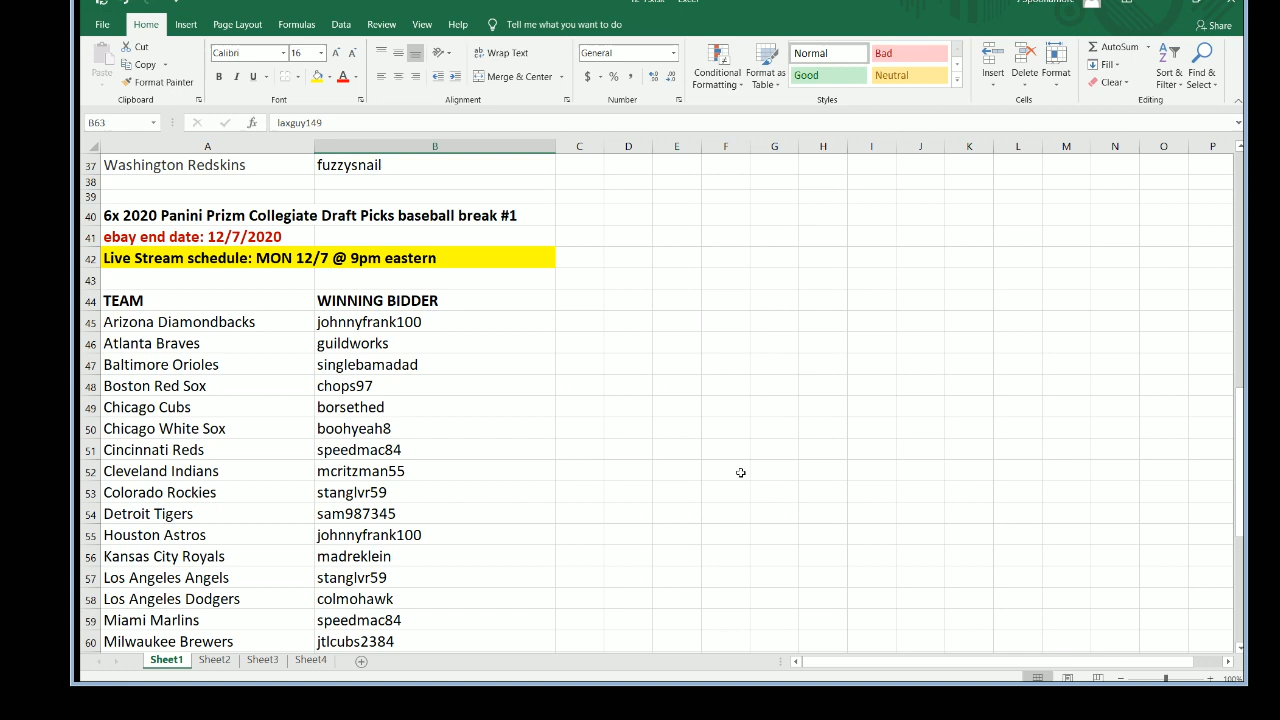 File Home Insert Page Layout Formulas Data Review View Help Tell me what you want to do Share
Paste Cut Copy Format Painter
Calibri 16 A A B I U A
Wrap Text Merge & Center
General $ % ,
Conditional Formatting Format as Table
Normal Bad Good Neutral
Insert Delete Format
AutoSum Fill Clear
Sort & Filter Find & Select
Clipboard Font Alignment Number Styles Cells Editing
B63 fx laxguy149
A B C D E F G H I J K L M N O P
37 Washington Redskins fuzzysnail
38
39
40 6x 2020 Panini Prizm Collegiate Draft Picks baseball break #1
41 ebay end date: 12/7/2020
42 Live Stream schedule: MON 12/7 @ 9pm eastern
43
44 TEAM WINNING BIDDER
45 Arizona Diamondbacks johnnyfrank100
46 Atlanta Braves guildworks
47 Baltimore Orioles singlebamadad
48 Boston Red Sox chops97
49 Chicago Cubs borsethed
50 Chicago White Sox boohyeah8
51 Cincinnati Reds speedmac84
52 Cleveland Indians mcritzman55
53 Colorado Rockies stanglvr59
54 Detroit Tigers sam987345
55 Houston Astros johnnyfrank100
56 Kansas City Royals madreklein
57 Los Angeles Angels stanglvr59
58 Los Angeles Dodgers colmohawk
59 Miami Marlins speedmac84
60 Milwaukee Brewers jtlcubs2384
Sheet1 Sheet2 Sheet3 Sheet4
100%